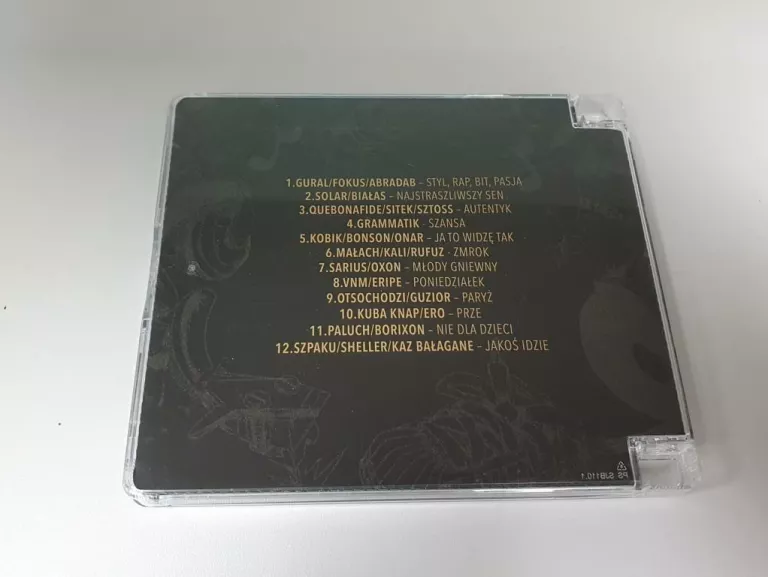 1.GURAL/FOKUS/ABRADAB – STYL, RAP, BIT, PASJA
2.SOLAR/BIAŁAS – NAJSTRASZLIWSZY SEN
3.QUEBONAFIDE/SITEK/SZTOSS – AUTENTYK
4.GRAMMATIK - SZANSA
5.KOBIK/BONSON/ONAR – JA TO WIDZĘ TAK
6.MAŁACH/KALI/RUFUZ - ZMROK
7.SARIUS/OXON – MŁODY GNIEWNY
8.VNM/ERIPE – PONIEDZIAŁEK
9.OTSOCHODZI/GUZIOR – PARYŻ
10.KUBA KNAP/ERO – PRZE
11.PALUCH/BORIXON – NIE DLA DZIECI
12.SZPAKU/SHELLER/KAZ BAŁAGANE – JAKOŚ IDZIE
PS SJB110.1